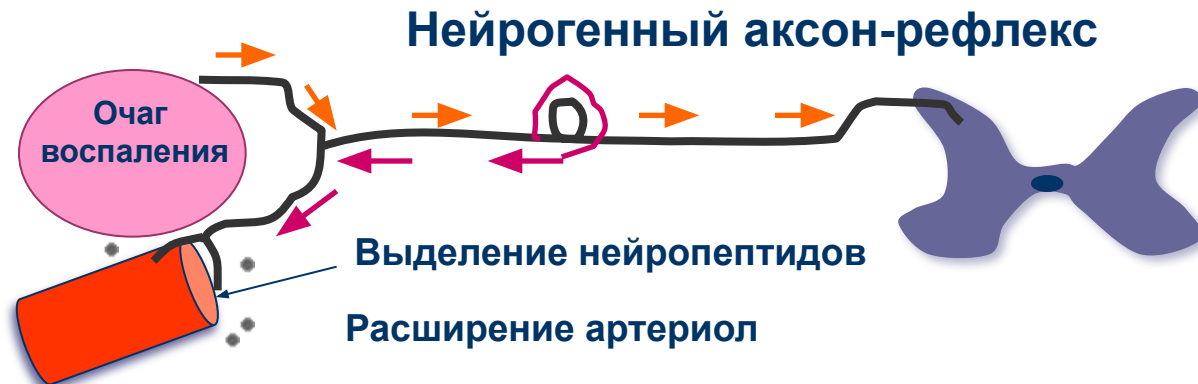 Нейрогенный аксон-рефлекс
Очаг
воспаления
Выделение нейропептидов
Расширение артериол